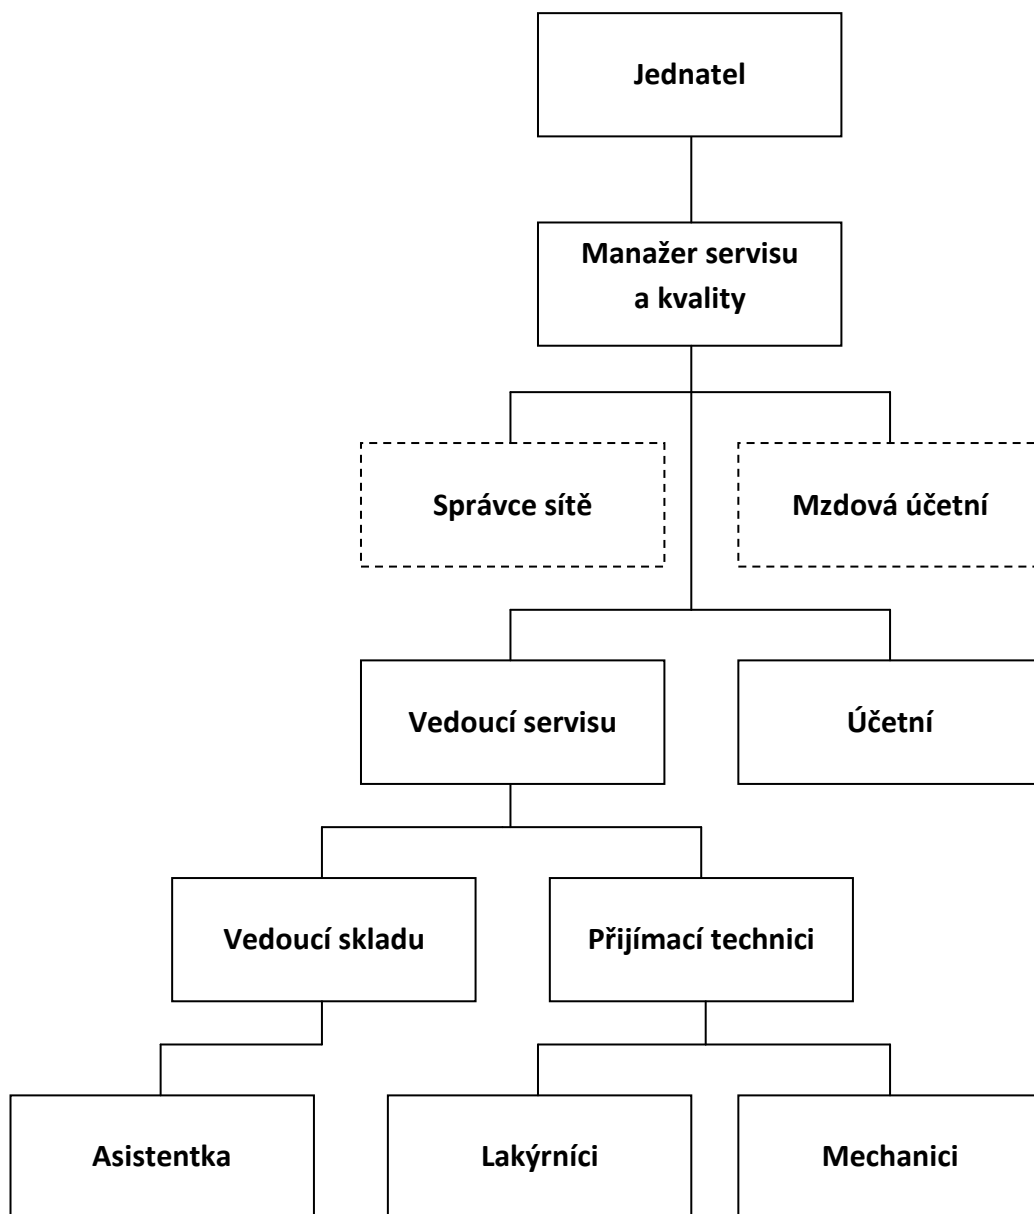 Jednatel
Manažer servisu
a kvality
Správce sítě
Mzdová účetní
Vedoucí servisu
Účetní
Vedoucí skladu
Přijímací technici
Asistentka
Lakýrníci
Mechanici